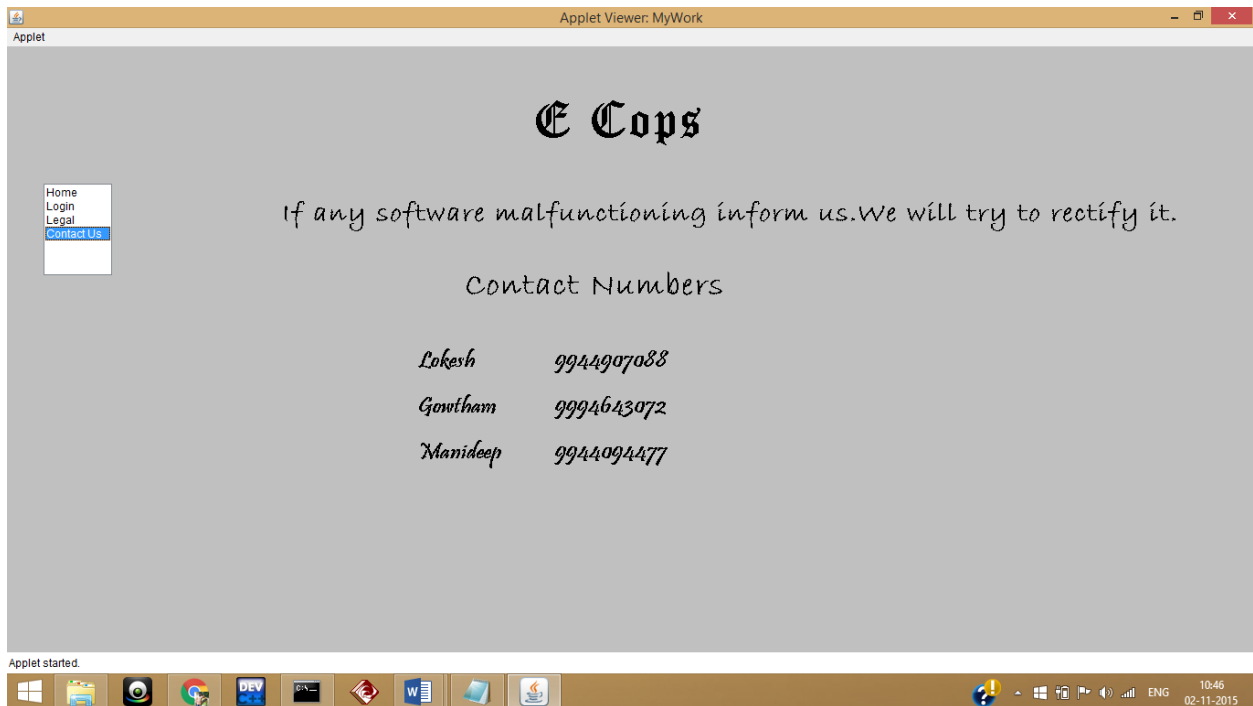 Applet Viewer: MyWork
Applet
E Cops
Home
Login
Legal
Contact Us
If any software malfunctioning inform us.We will try to rectify it.
Contact Numbers
Lokesh 9944907088
Gowtham 9994643072
Manideep 9944094477
Applet started.
DEV
C:\
W
ENG
10:46
02-11-2015